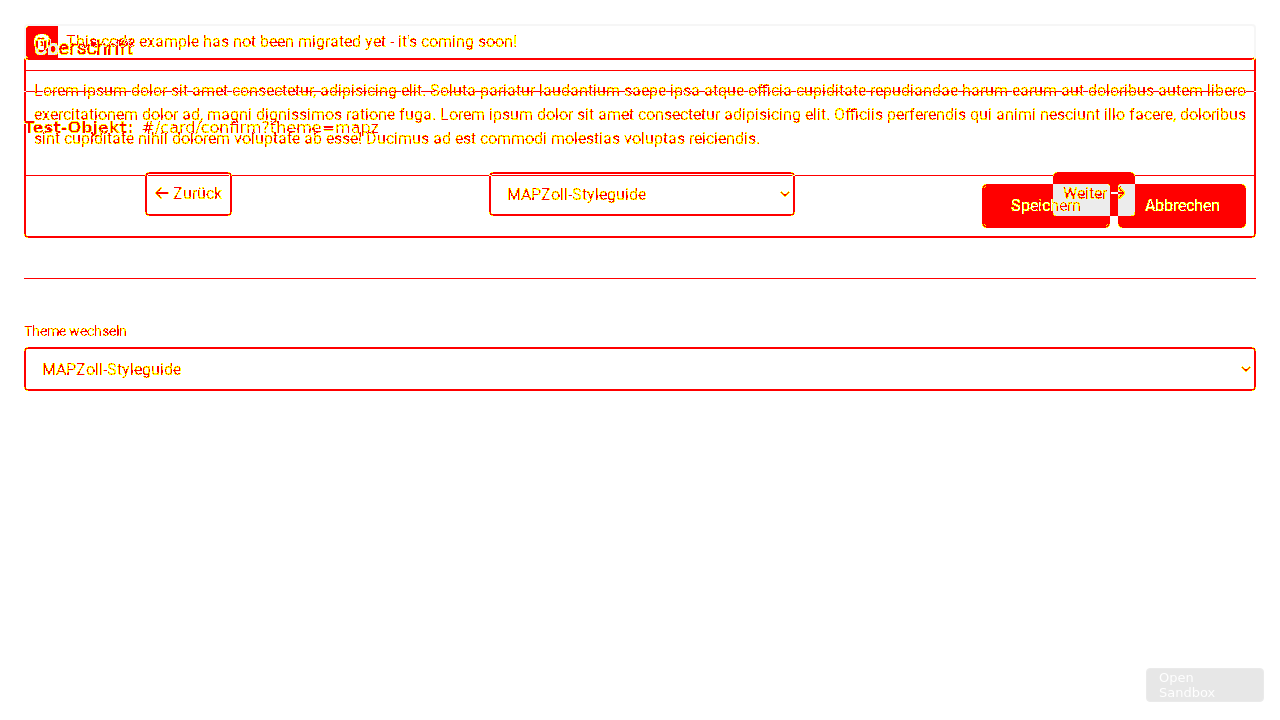 This code example has not been migrated yet - it's coming soon!
Überschrift
Lorem ipsum dolor sit amet consectetur, adipisicing elit. Soluta pariatur laudantium saepe ipsa atque officia cupiditate repudiandae harum earum aut doloribus autem libero
exercitationem dolor ad, magni dignissimos ratione fuga. Lorem ipsum dolor sit amet consectetur adipisicing elit. Officiis perferendis qui animi nesciunt illo facere, doloribus
Test-Objekt: #/card/confirm?theme=mapz
sint cupiditate nihil dolorem voluptate ab esse! Ducimus ad est commodi molestias voluptas reiciendis.
← Zurück
MAPZoll-Styleguide
Weiter →
Speichern
Abbrechen
Theme wechseln
MAPZoll-Styleguide
Open
Sandbox